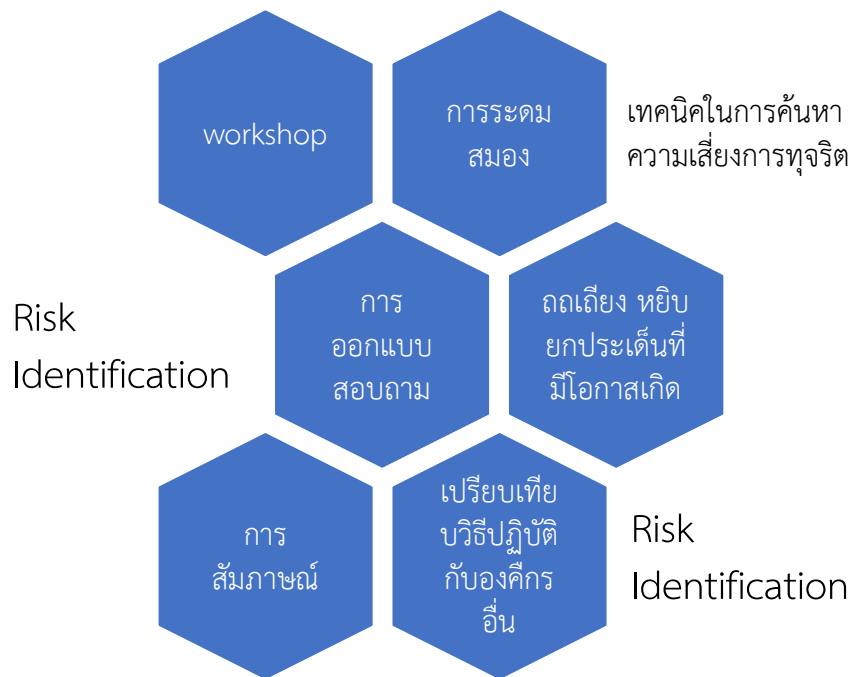 workshop
การระดม
สมอง
เทคนิคในการค้นหา
ความเสี่ยงการทุจริต
Risk
Identification
การ
ออกแบบ
สอบถาม
ถถเถียง หยิบ
ยกประเด็นที่
มีโอกาสเกิด
การ
สัมภาษณ์
เปรียบเทีย
บวิธีปฏิบัติ
กับองค์กร
อื่น
Risk
Identification